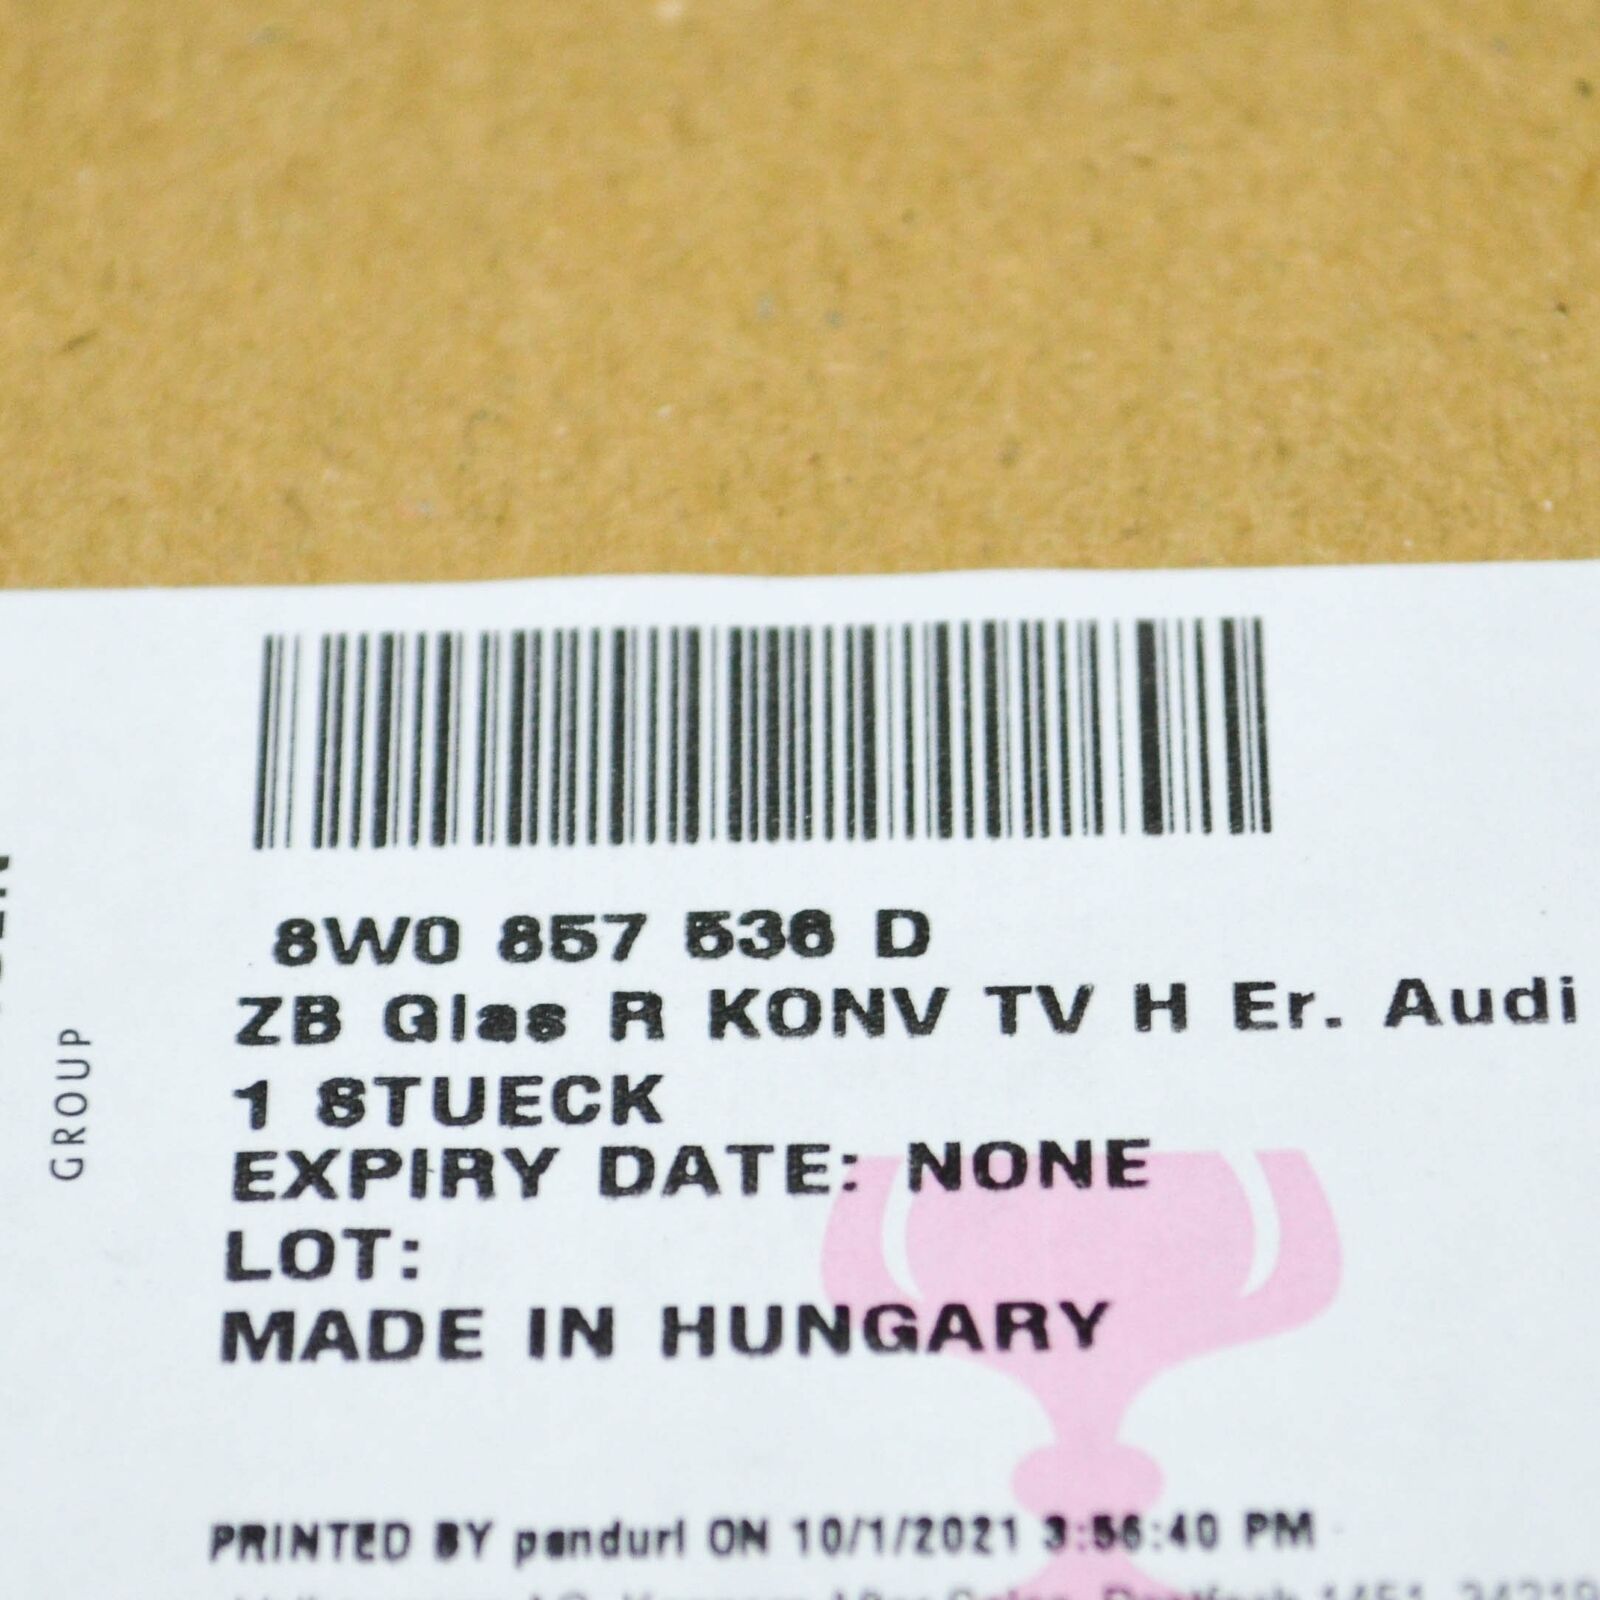 8W0 857 536 D
ZB Glas R KONV TV H Er. Audi
1 STUECK
EXPIRY DATE: NONE
LOT:
MADE IN HUNGARY
PRINTED BY pandurl ON 10/1/2021 3:56:40 PM
GROUP